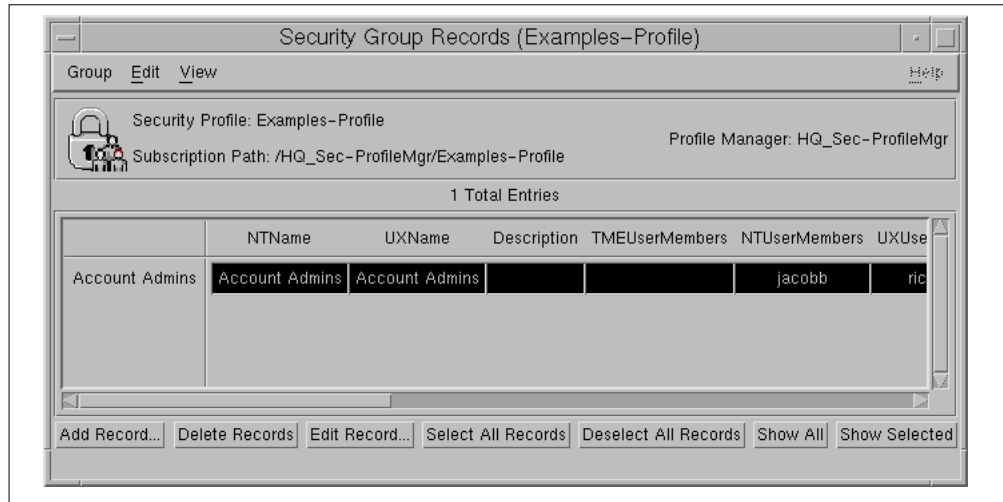 Security Group Records (Examples-Profile)
Group Edit View Help
Security Profile: Examples-Profile
Subscription Path: /HQ_Sec-ProfileMgr/Examples-Profile
Profile Manager: HQ_Sec-ProfileMgr
1 Total Entries
NTName UXName Description TMEUserMembers NTUserMembers UXUse
Account Admins Account Admins Account Admins jacobb ric
Add Record... Delete Records Edit Record... Select All Records Deselect All Records Show All Show Selected